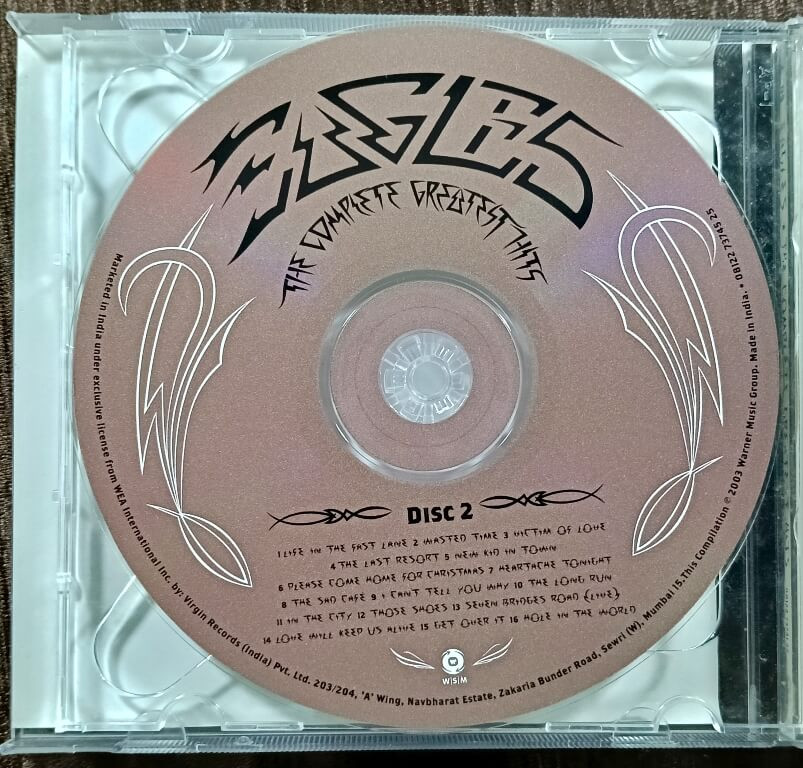 EAGLES
THE COMPLETE GREATEST HITS
DISC 2
1 LIFE IN THE FAST LANE 2 WASTED TIME 3 VICTIM OF LOVE
4 THE LAST RESORT 5 NEW KID IN TOWN
6 PLEASE COME HOME FOR CHRISTMAS 7 HEARTACHE TONIGHT
8 THE SAD CAFÉ 9 I CAN'T TELL YOU WHY 10 THE LONG RUN
11 IN THE CITY 12 THOSE SHOES 13 SEVEN BRIDGES ROAD (LIVE)
14 LOVE WILL KEEP US ALIVE 15 GET OVER IT 16 HOLE IN THE WORLD
W|S|M
Marketed in India under exclusive license from WEA International Inc. by: Virgin Records (India) Pvt. Ltd. 203/204, 'A' Wing, Navbharat Estate, Zakaria Bunder Road, Sewri (W), Mumbai 15. This Compilation ℗ 2003 Warner Music Group. Made in India. • 08122 73745 25